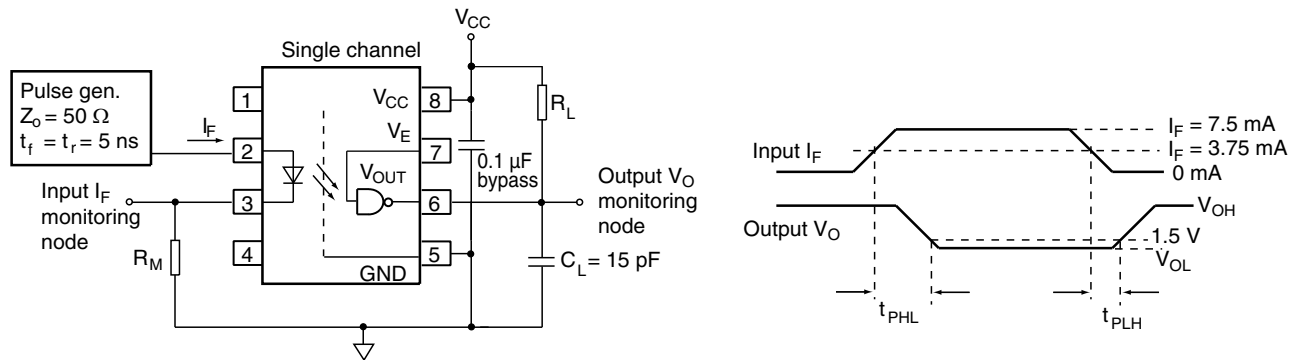 V_CC
Single channel
Pulse gen.
Z_o = 50 Ω
t_f = t_r = 5 ns
I_F
1
2
3
4
V_CC
V_E
V_OUT
GND
8
7
6
5
R_L
0.1 µF
bypass
Input I_F
monitoring
node
R_M
Output V_O
monitoring
node
C_L = 15 pF
Input I_F
I_F = 7.5 mA
I_F = 3.75 mA
0 mA
Output V_O
V_OH
1.5 V
V_OL
t_PHL
t_PLH